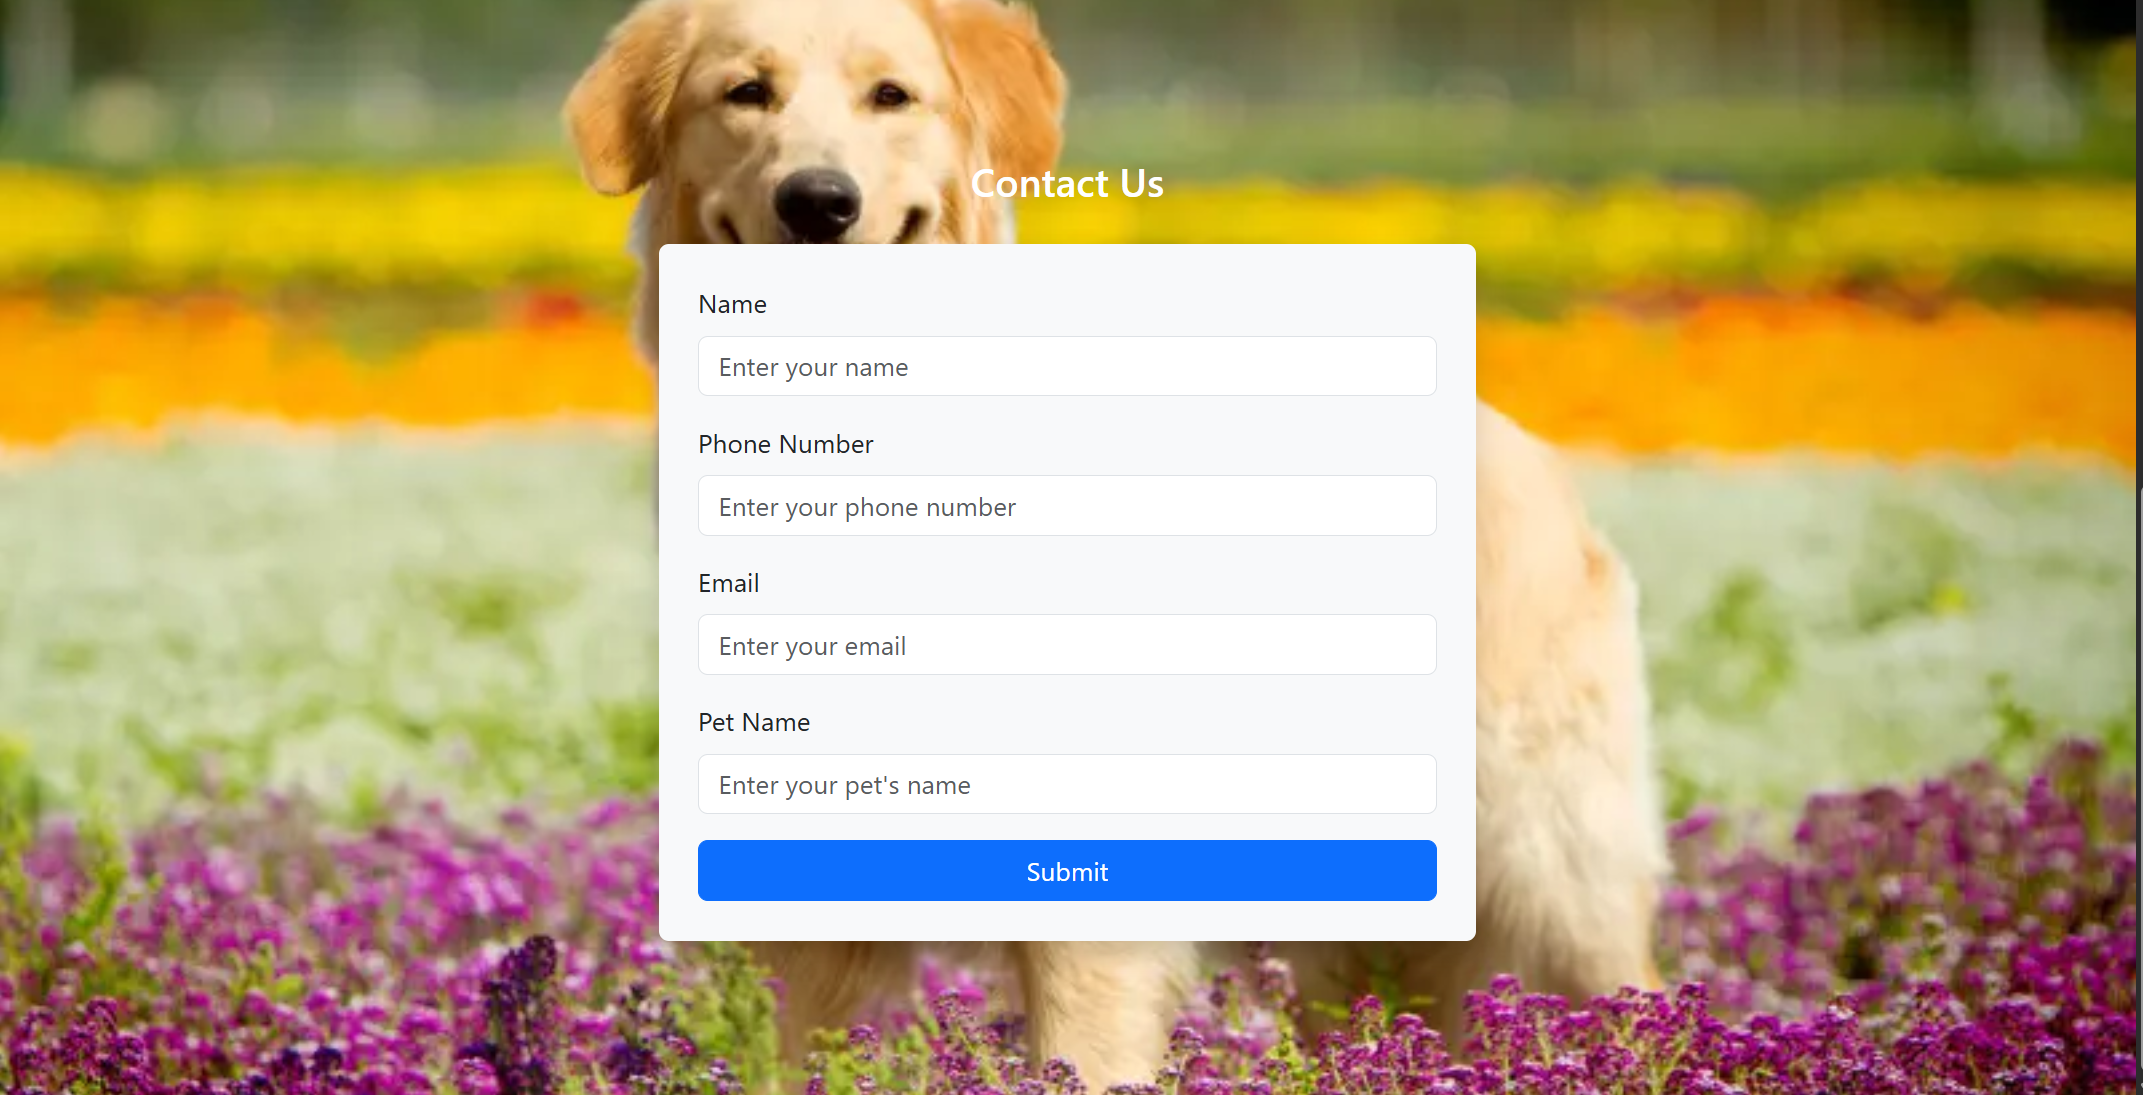 Contact Us
Name
Enter your name
Phone Number
Enter your phone number
Email
Enter your email
Pet Name
Enter your pet's name
Submit